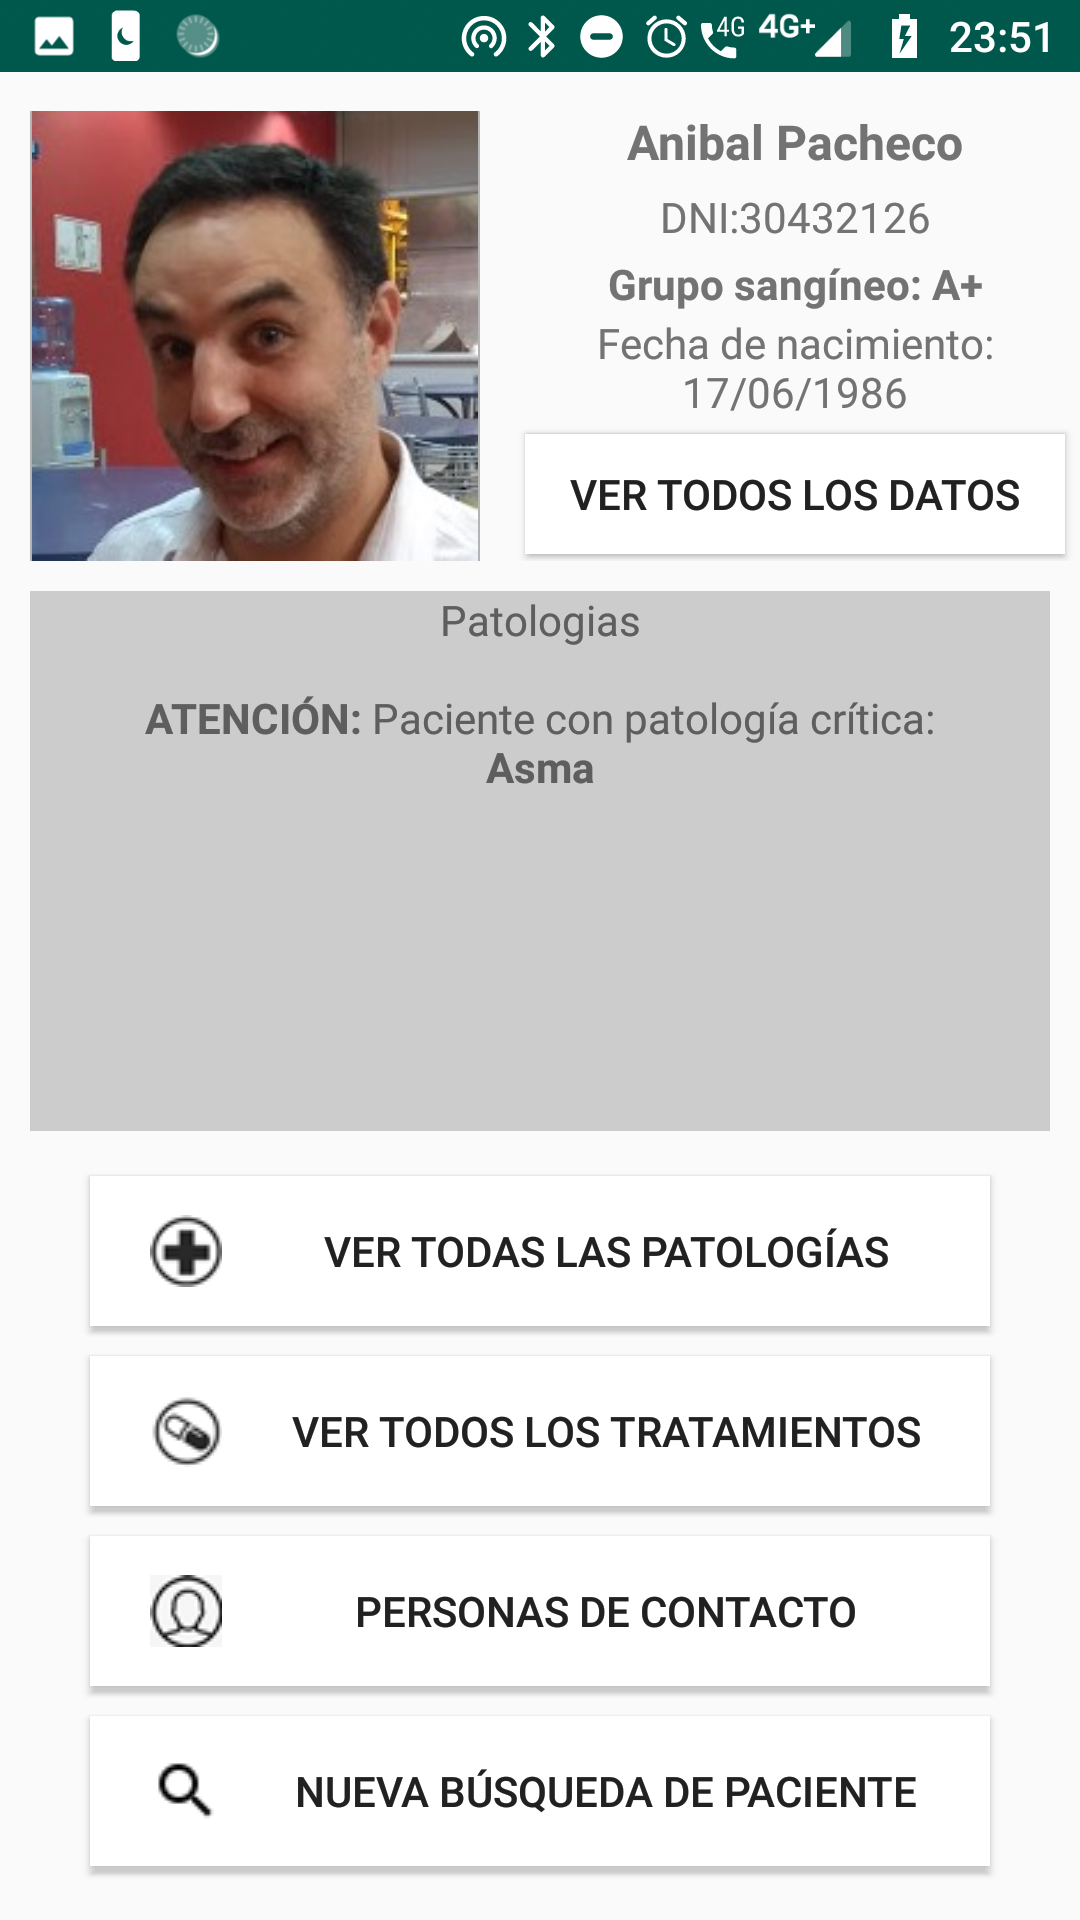 4G 4G+ 23:51
Anibal Pacheco
DNI:30432126
Grupo sangíneo: A+
Fecha de nacimiento:
17/06/1986
VER TODOS LOS DATOS
Patologias
ATENCIÓN: Paciente con patología crítica:
Asma
VER TODAS LAS PATOLOGÍAS
VER TODOS LOS TRATAMIENTOS
PERSONAS DE CONTACTO
NUEVA BÚSQUEDA DE PACIENTE